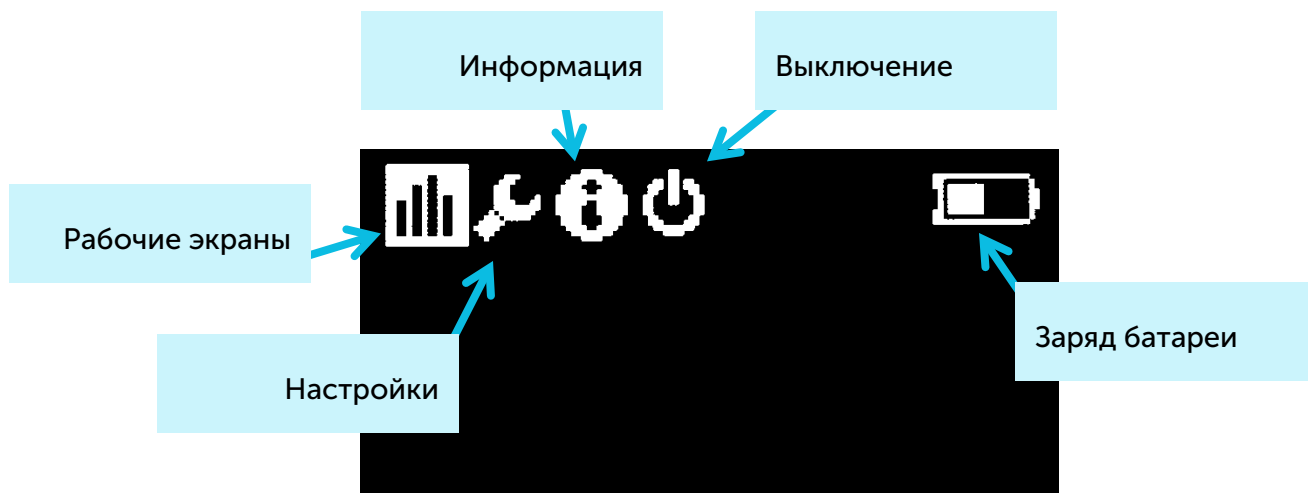 Информация
Выключение
Рабочие экраны
Настройки
Заряд батареи